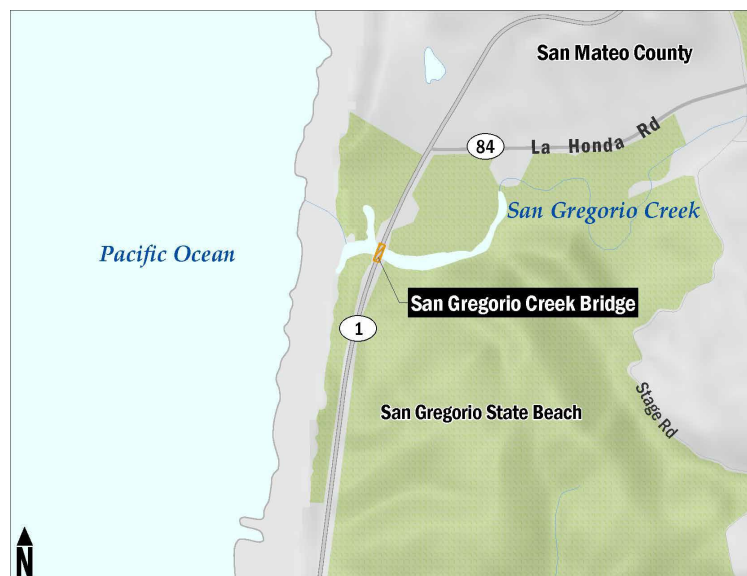 San Mateo County
84
La Honda Rd
San Gregorio Creek
Pacific Ocean
San Gregorio Creek Bridge
1
San Gregorio State Beach
Stage Rd
N